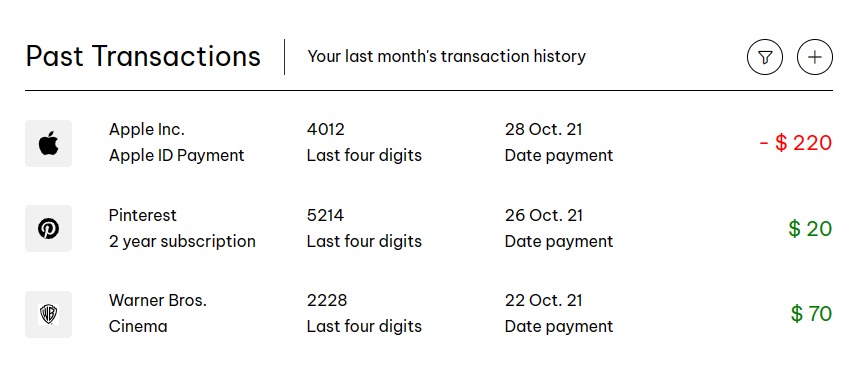 Past Transactions
Your last month's transaction history
Apple Inc. 4012 28 Oct. 21
Apple ID Payment Last four digits Date payment
- $ 220
Pinterest 5214 26 Oct. 21
2 year subscription Last four digits Date payment
$ 20
WB
Warner Bros. 2228 22 Oct. 21
Cinema Last four digits Date payment
$ 70